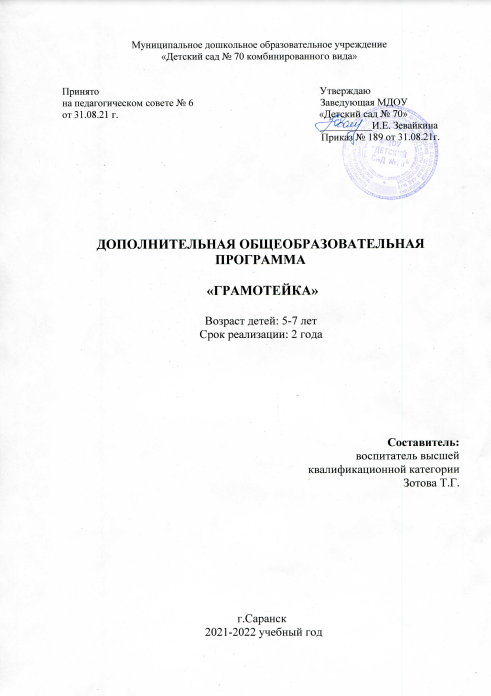 Муниципальное дошкольное образовательное учреждение
«Детский сад № 70 комбинированного вида»
Принято
на педагогическом совете № 6
от 31.08.21 г.
Утверждаю
Заведующая МДОУ
«Детский сад № 70»
И.Е. Зевайкина
Приказ № 189 от 31.08.21г.
ДОПОЛНИТЕЛЬНАЯ ОБЩЕОБРАЗОВАТЕЛЬНАЯ
ПРОГРАММА
«ГРАМОТЕЙКА»
Возраст детей: 5-7 лет
Срок реализации: 2 года
Составитель:
воспитатель высшей
квалификационной категории
Зотова Т.Г.
г.Саранск
2021-2022 учебный год